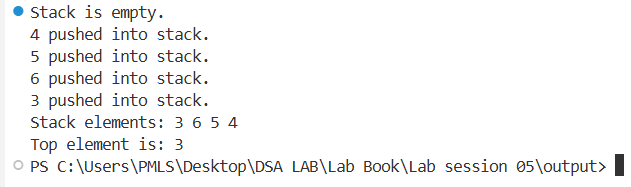 Stack is empty.
4 pushed into stack.
5 pushed into stack.
6 pushed into stack.
3 pushed into stack.
Stack elements: 3 6 5 4
Top element is: 3
PS C:\Users\PMLS\Desktop\DSA LAB\Lab Book\Lab session 05\output>